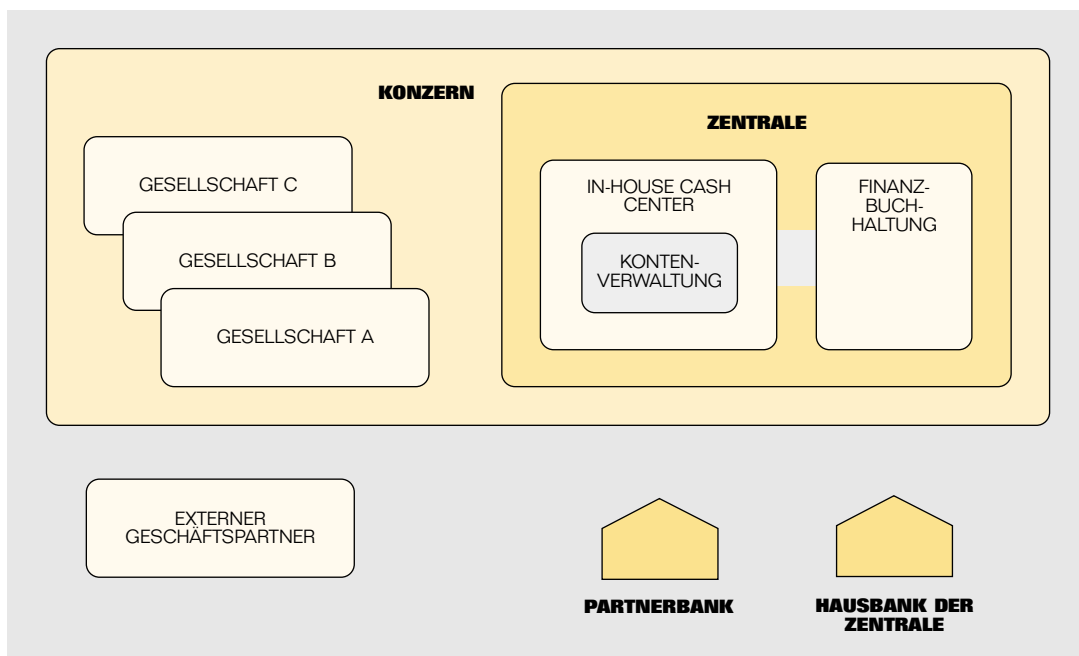 KONZERN
ZENTRALE
GESELLSCHAFT C
GESELLSCHAFT B
GESELLSCHAFT A
IN-HOUSE CASH
CENTER
KONTEN-
VERWALTUNG
FINANZ-
BUCH-
HALTUNG
EXTERNER
GESCHÄFTSPARTNER
PARTNERBANK
HAUSBANK DER
ZENTRALE